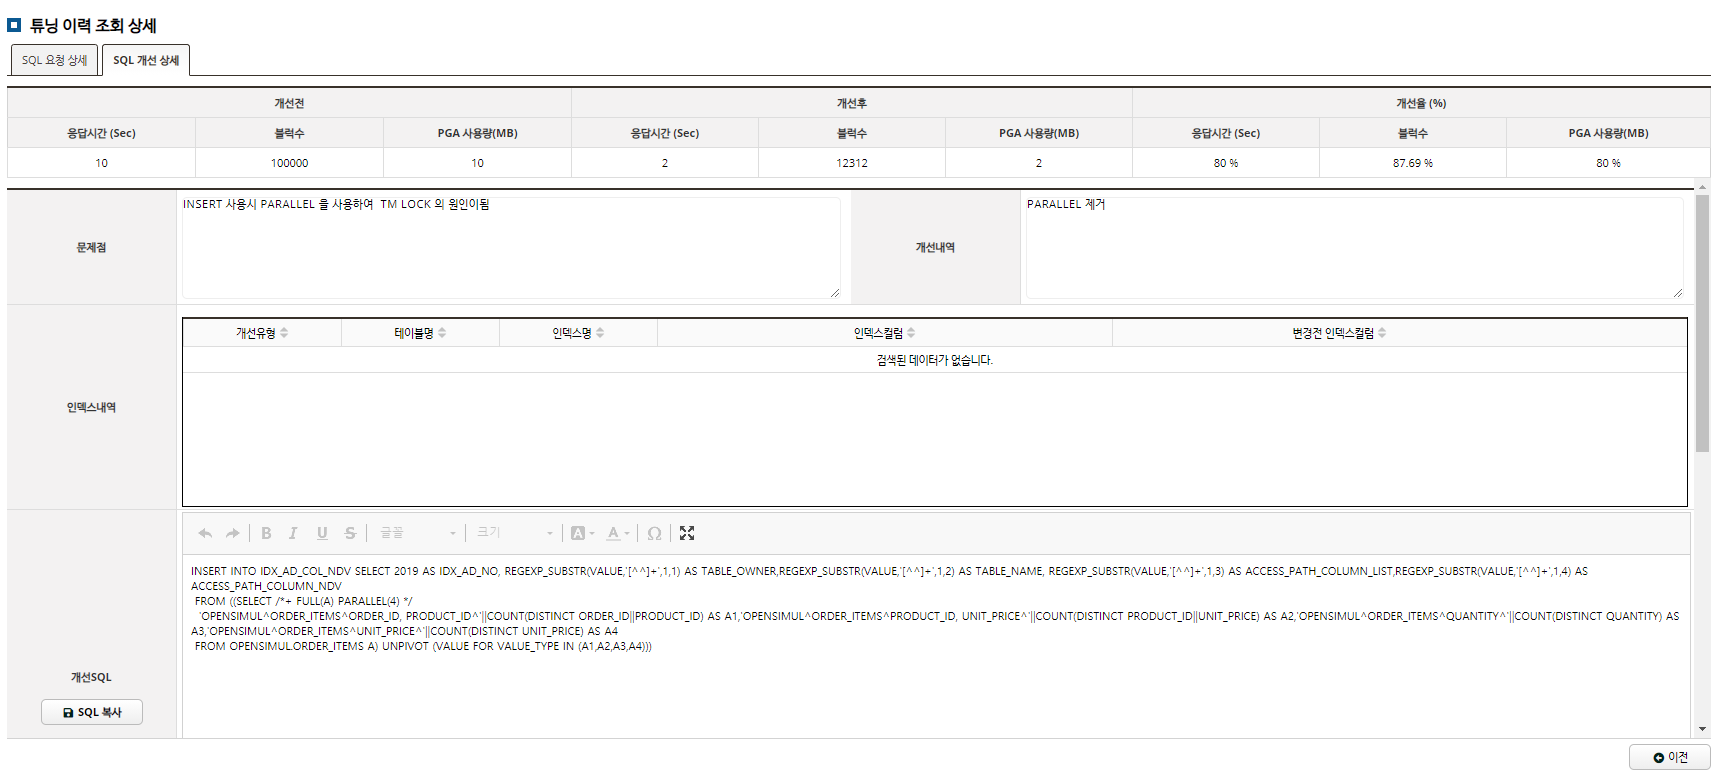 튜닝 이력 조회 상세
SQL 요청 상세 SQL 개선 상세
개선전 개선후 개선율 (%)
응답시간 (Sec) 블럭수 PGA 사용량(MB) 응답시간 (Sec) 블럭수 PGA 사용량(MB) 응답시간 (Sec) 블럭수 PGA 사용량(MB)
10 100000 10 2 12312 2 80 % 87.69 % 80 %
문제점 INSERT 사용시 PARALLEL 을 사용하여  TM LOCK 의 원인이됨 개선내역 PARALLEL 제거
인덱스내역
개선유형 테이블명 인덱스명 인덱스컬럼 변경전 인덱스컬럼
검색된 데이터가 없습니다.
B I U S 글꼴 크기 A A Ω
INSERT INTO IDX_AD_COL_NDV SELECT 2019 AS IDX_AD_NO, REGEXP_SUBSTR(VALUE,'[^^]+',1,1) AS TABLE_OWNER,REGEXP_SUBSTR(VALUE,'[^^]+',1,2) AS TABLE_NAME, REGEXP_SUBSTR(VALUE,'[^^]+',1,3) AS ACCESS_PATH_COLUMN_LIST,REGEXP_SUBSTR(VALUE,'[^^]+',1,4) AS
ACCESS_PATH_COLUMN_NDV
FROM ((SELECT /*+ FULL(A) PARALLEL(4) */
'OPENSIMUL^ORDER_ITEMS^ORDER_ID, PRODUCT_ID^'||COUNT(DISTINCT ORDER_ID||PRODUCT_ID) AS A1,'OPENSIMUL^ORDER_ITEMS^PRODUCT_ID, UNIT_PRICE^'||COUNT(DISTINCT PRODUCT_ID||UNIT_PRICE) AS A2,'OPENSIMUL^ORDER_ITEMS^QUANTITY^'||COUNT(DISTINCT QUANTITY) AS
A3,'OPENSIMUL^ORDER_ITEMS^UNIT_PRICE^'||COUNT(DISTINCT UNIT_PRICE) AS A4
FROM OPENSIMUL.ORDER_ITEMS A) UNPIVOT (VALUE FOR VALUE_TYPE IN (A1,A2,A3,A4)))
개선SQL
SQL 복사
이전